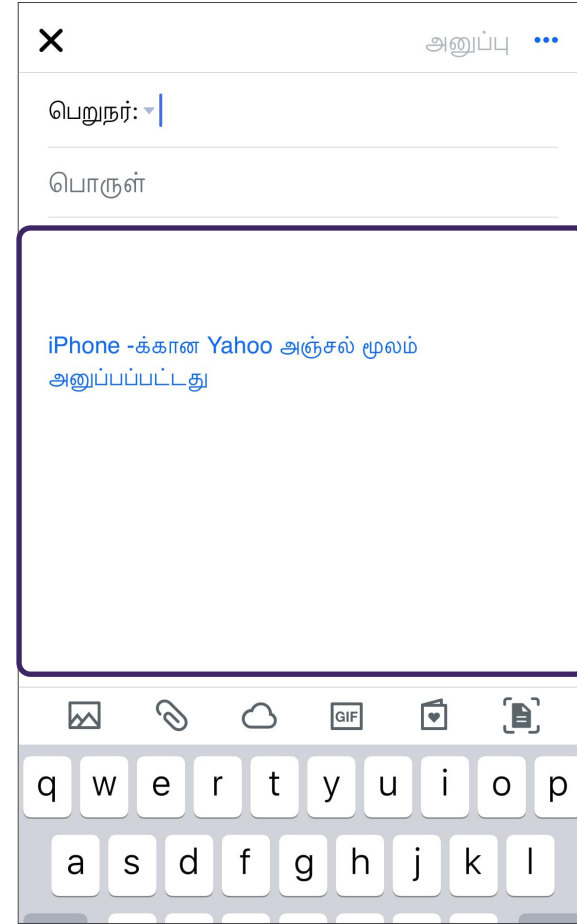 அனுப்பு
பெறுநர்:
பொருள்
iPhone -க்கான Yahoo அஞ்சல் மூலம்
அனுப்பப்பட்டது
GIF
q w e r t y u i o p
a s d f g h j k l